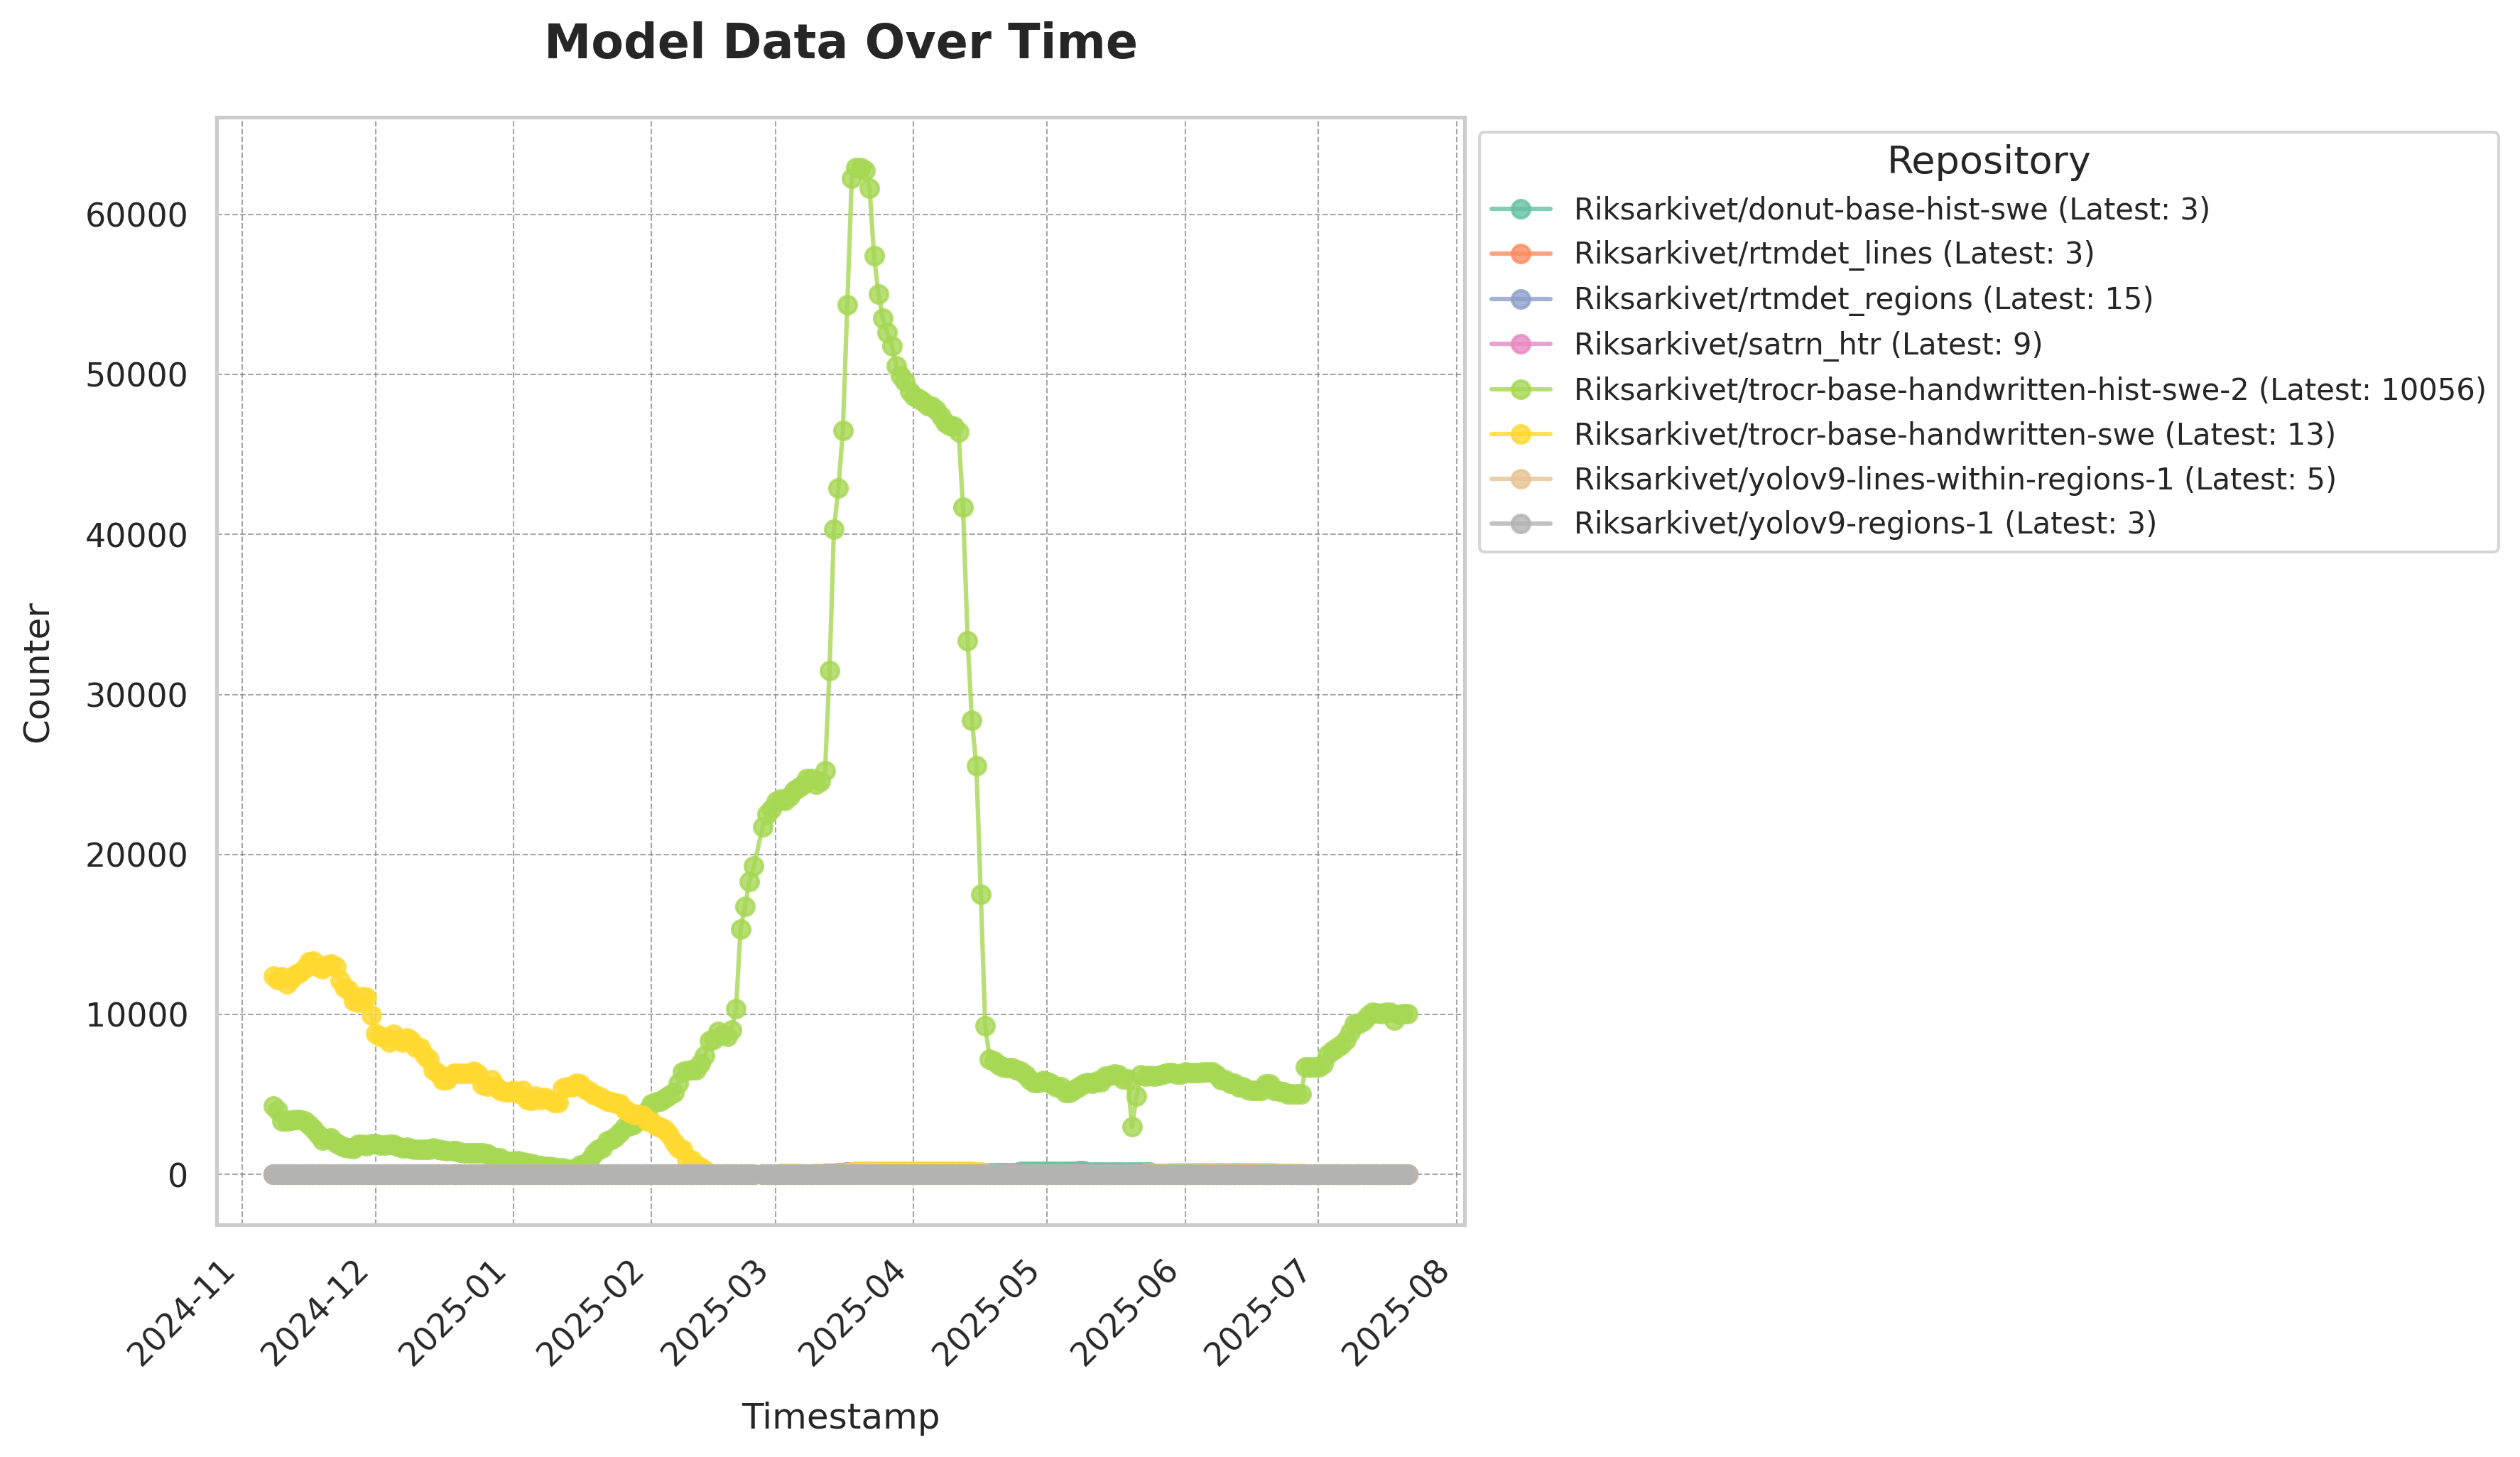 Model Data Over Time
Counter
60000
50000
40000
30000
20000
10000
0
2024-11
2024-12
2025-01
2025-02
2025-03
2025-04
2025-05
2025-06
2025-07
2025-08
Timestamp
Repository
Riksarkivet/donut-base-hist-swe (Latest: 3)
Riksarkivet/rtmdet_lines (Latest: 3)
Riksarkivet/rtmdet_regions (Latest: 15)
Riksarkivet/satrn_htr (Latest: 9)
Riksarkivet/trocr-base-handwritten-hist-swe-2 (Latest: 10056)
Riksarkivet/trocr-base-handwritten-swe (Latest: 13)
Riksarkivet/yolov9-lines-within-regions-1 (Latest: 5)
Riksarkivet/yolov9-regions-1 (Latest: 3)